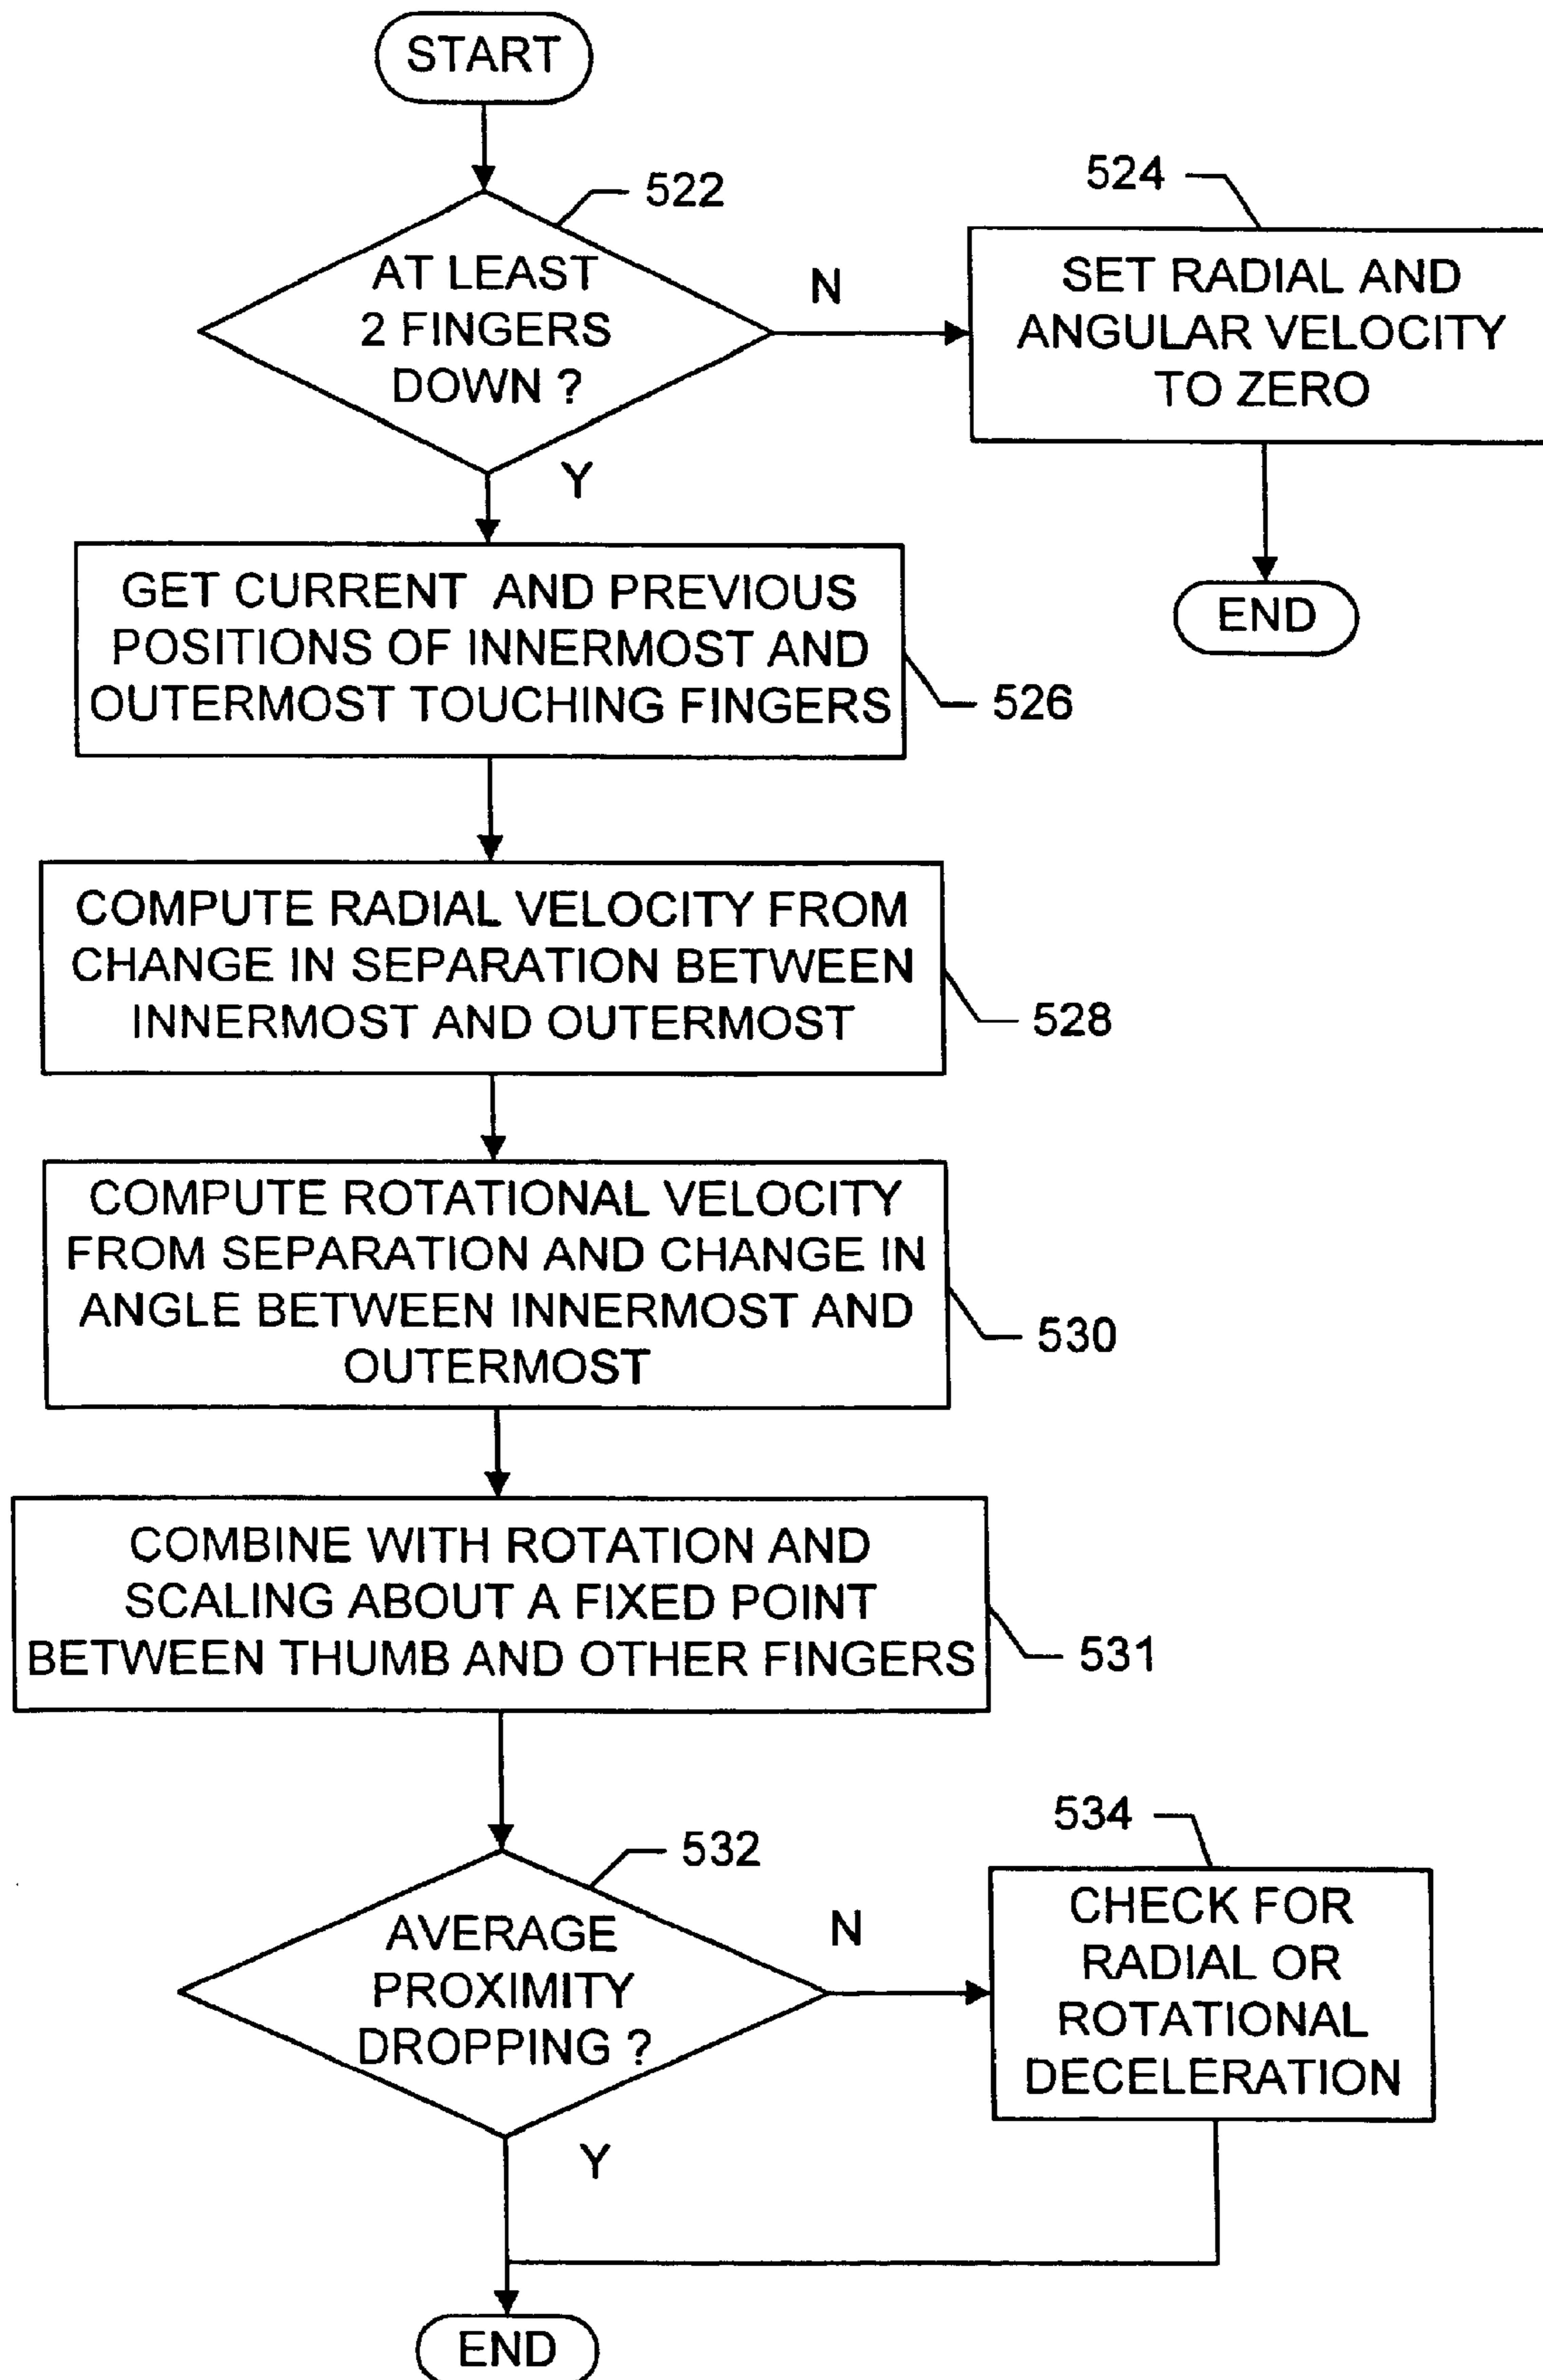 START
522
AT LEAST
2 FINGERS
DOWN ?
N
524
SET RADIAL AND
ANGULAR VELOCITY
TO ZERO
END
Y
GET CURRENT AND PREVIOUS
POSITIONS OF INNERMOST AND
OUTERMOST TOUCHING FINGERS
526
COMPUTE RADIAL VELOCITY FROM
CHANGE IN SEPARATION BETWEEN
INNERMOST AND OUTERMOST
528
COMPUTE ROTATIONAL VELOCITY
FROM SEPARATION AND CHANGE IN
ANGLE BETWEEN INNERMOST AND
OUTERMOST
530
COMBINE WITH ROTATION AND
SCALING ABOUT A FIXED POINT
BETWEEN THUMB AND OTHER FINGERS
531
532
AVERAGE
PROXIMITY
DROPPING ?
N
534
CHECK FOR
RADIAL OR
ROTATIONAL
DECELERATION
Y
END